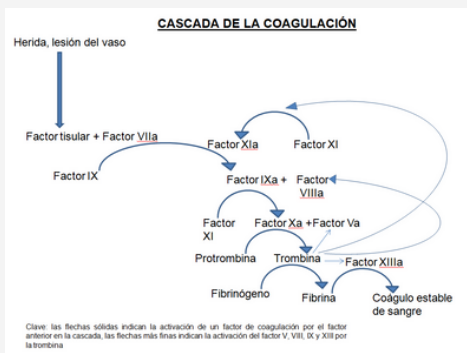 CASCADA DE LA COAGULACIÓN
Herida, lesión del vaso
Factor tisular + Factor VIIa
Factor XIa
Factor XI
Factor IX
Factor IXa +
Factor
VIIIa
Factor
XI
Factor Xa +Factor Va
Protrombina
Trombina
Factor XIIIa
Fibrinógeno
Fibrina
Coágulo estable
de sangre
Clave: las flechas sólidas indican la activación de un factor de coagulación por el factor
anterior en la cascada, las flechas más finas indican la activación del factor V, VIII, IX y XIII por
la trombina